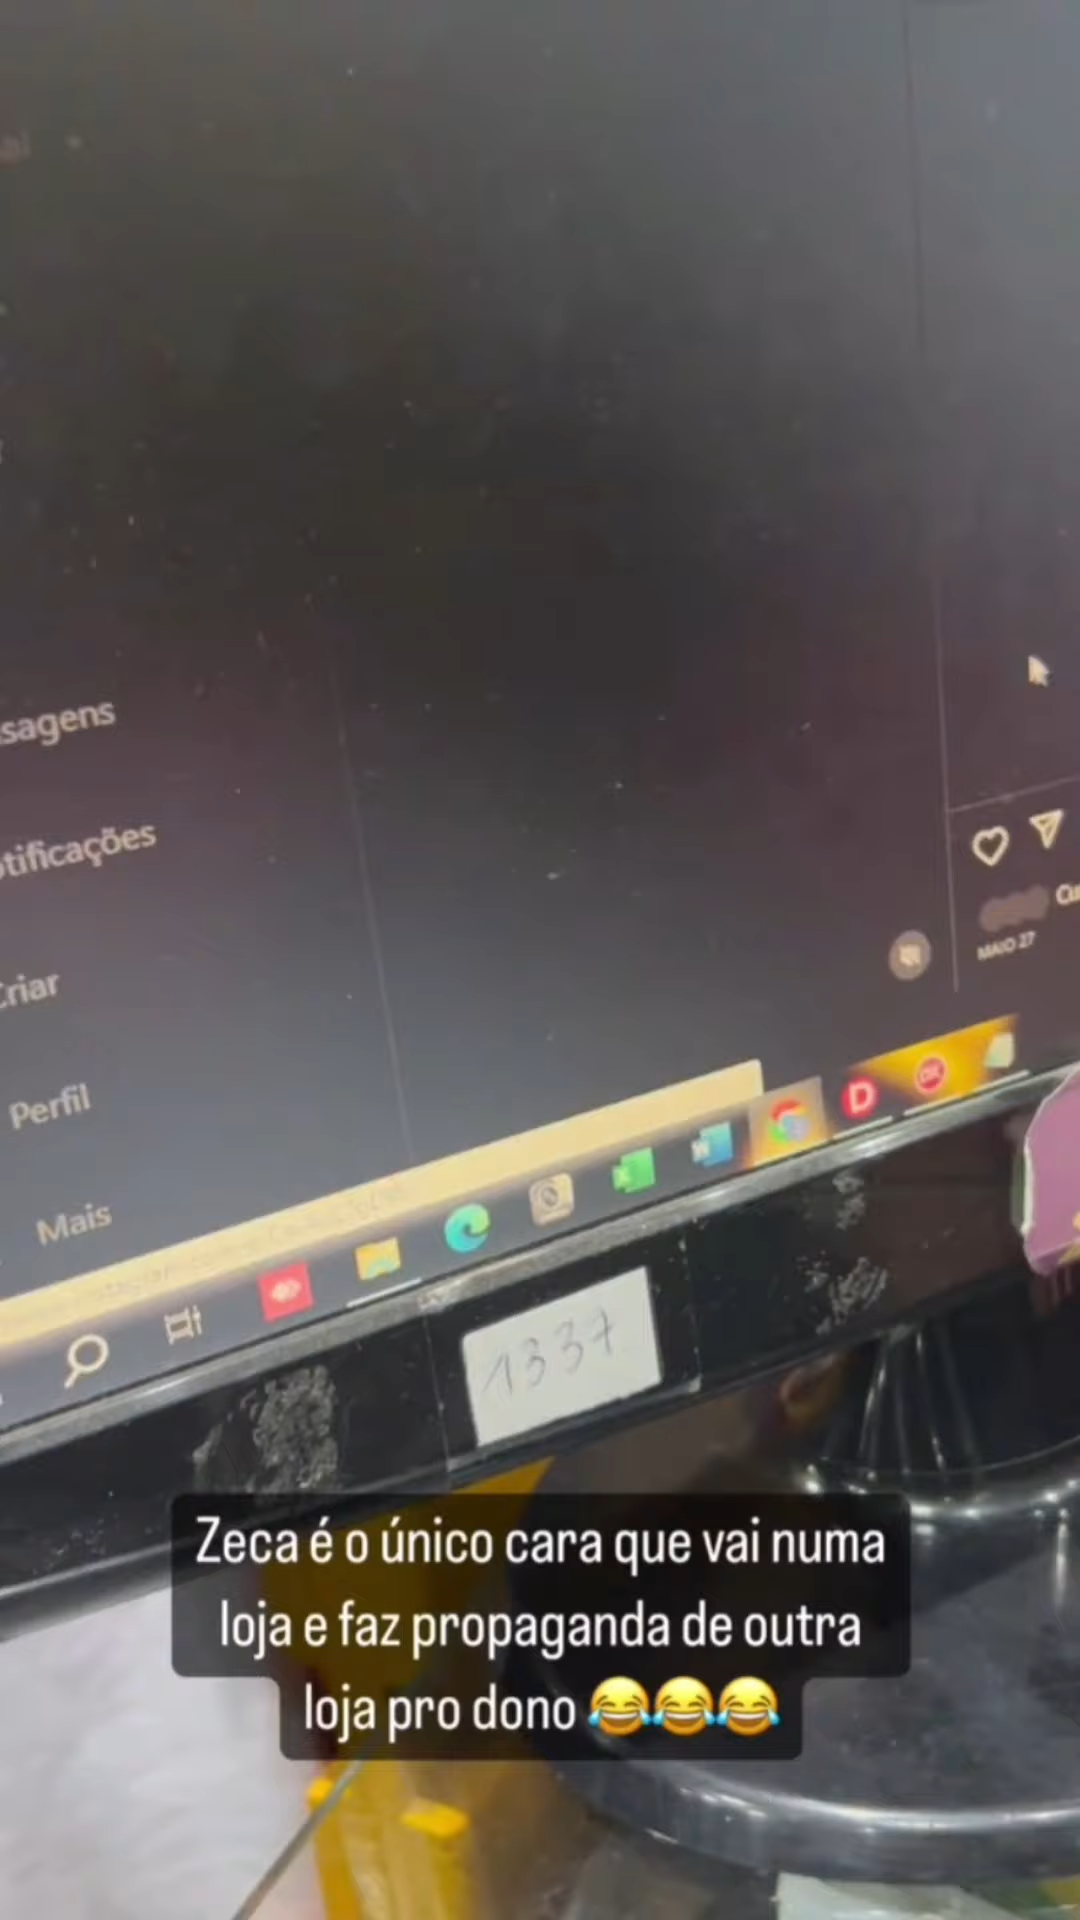 sagens
otificações
Criar
Perfil
Mais
MAIO 27
D
1337
Zeca é o único cara que vai numa
loja e faz propaganda de outra
loja pro dono 😂😂😂